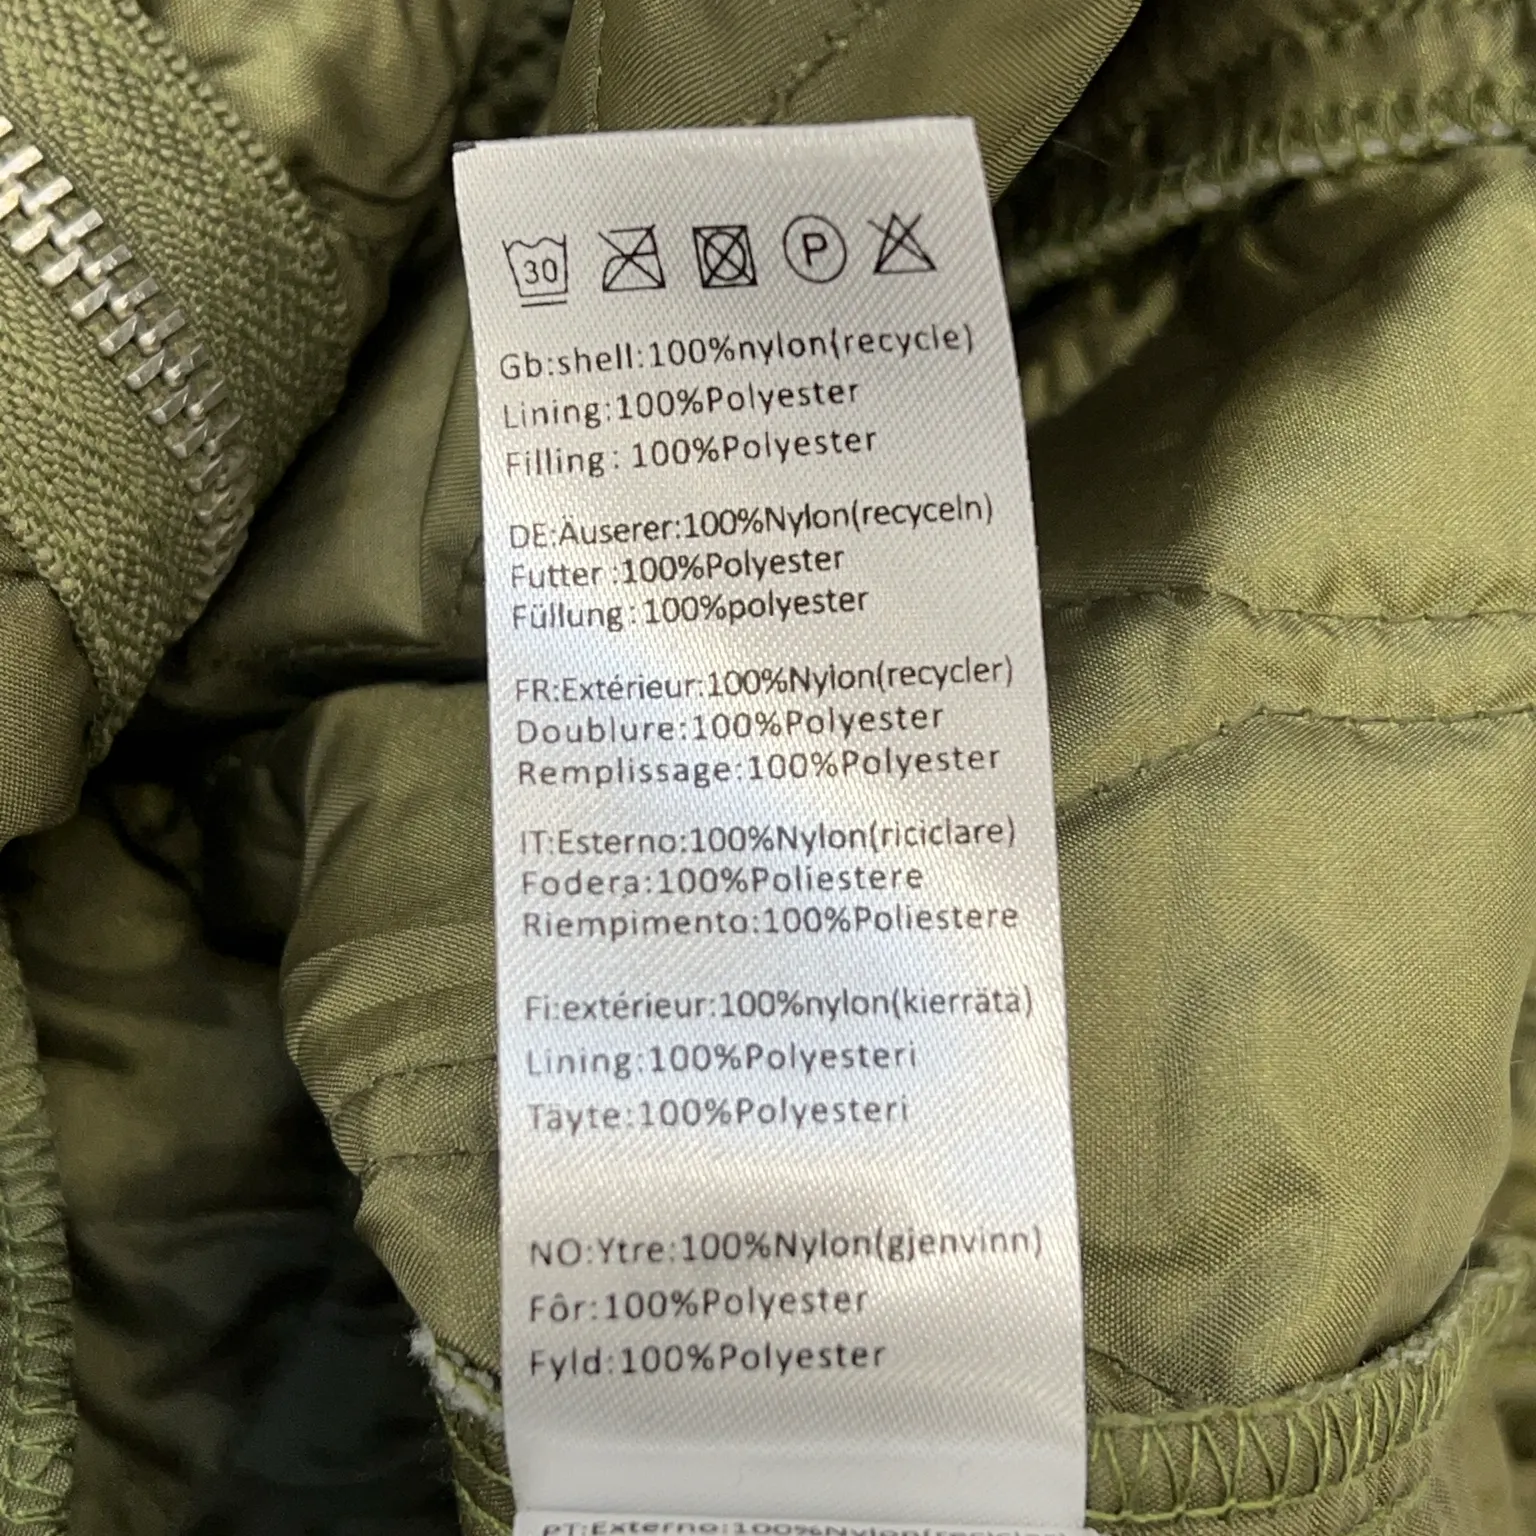 30
P
Gb:shell:100%nylon(recycle)
Lining:100%Polyester
Filling: 100%Polyester
DE:Äuserer:100%Nylon(recyceln)
Futter :100%Polyester
Füllung: 100%polyester
FR:Extérieur:100%Nylon(recycler)
Doublure:100%Polyester
Remplissage:100%Polyester
IT:Esterno:100%Nylon(riciclare)
Fodera:100%Poliestere
Riempimento:100%Poliestere
Fi:extérieur:100%nylon(kierrätä)
Lining:100%Polyesteri
Täyte:100%Polyesteri
NO:Ytre:100%Nylon(gjenvinn)
Fôr:100%Polyester
Fyld:100%Polyester